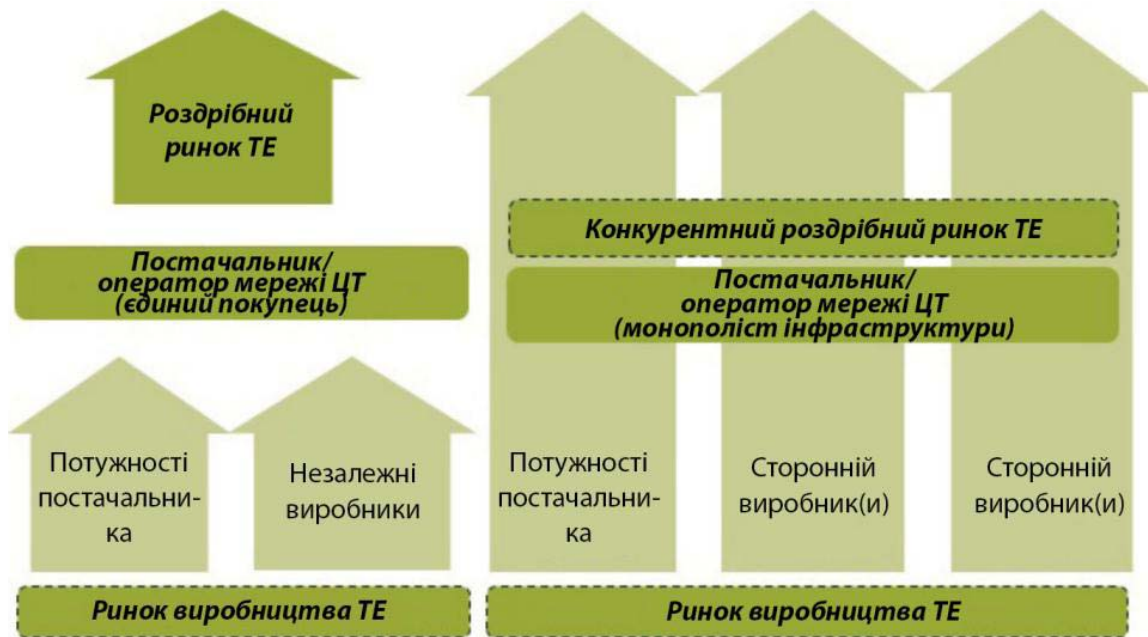 Роздрібний
ринок ТЕ
Постачальник/
оператор мережі ЦТ
(єдиний покупець)
Потужності
постачальни-
ка
Незалежні
виробники
Ринок виробництва ТЕ
Конкурентний роздрібний ринок ТЕ
Постачальник/
оператор мережі ЦТ
(монополіст інфраструктури)
Потужності
постачальни-
ка
Сторонній
виробник(и)
Сторонній
виробник(и)
Ринок виробництва ТЕ